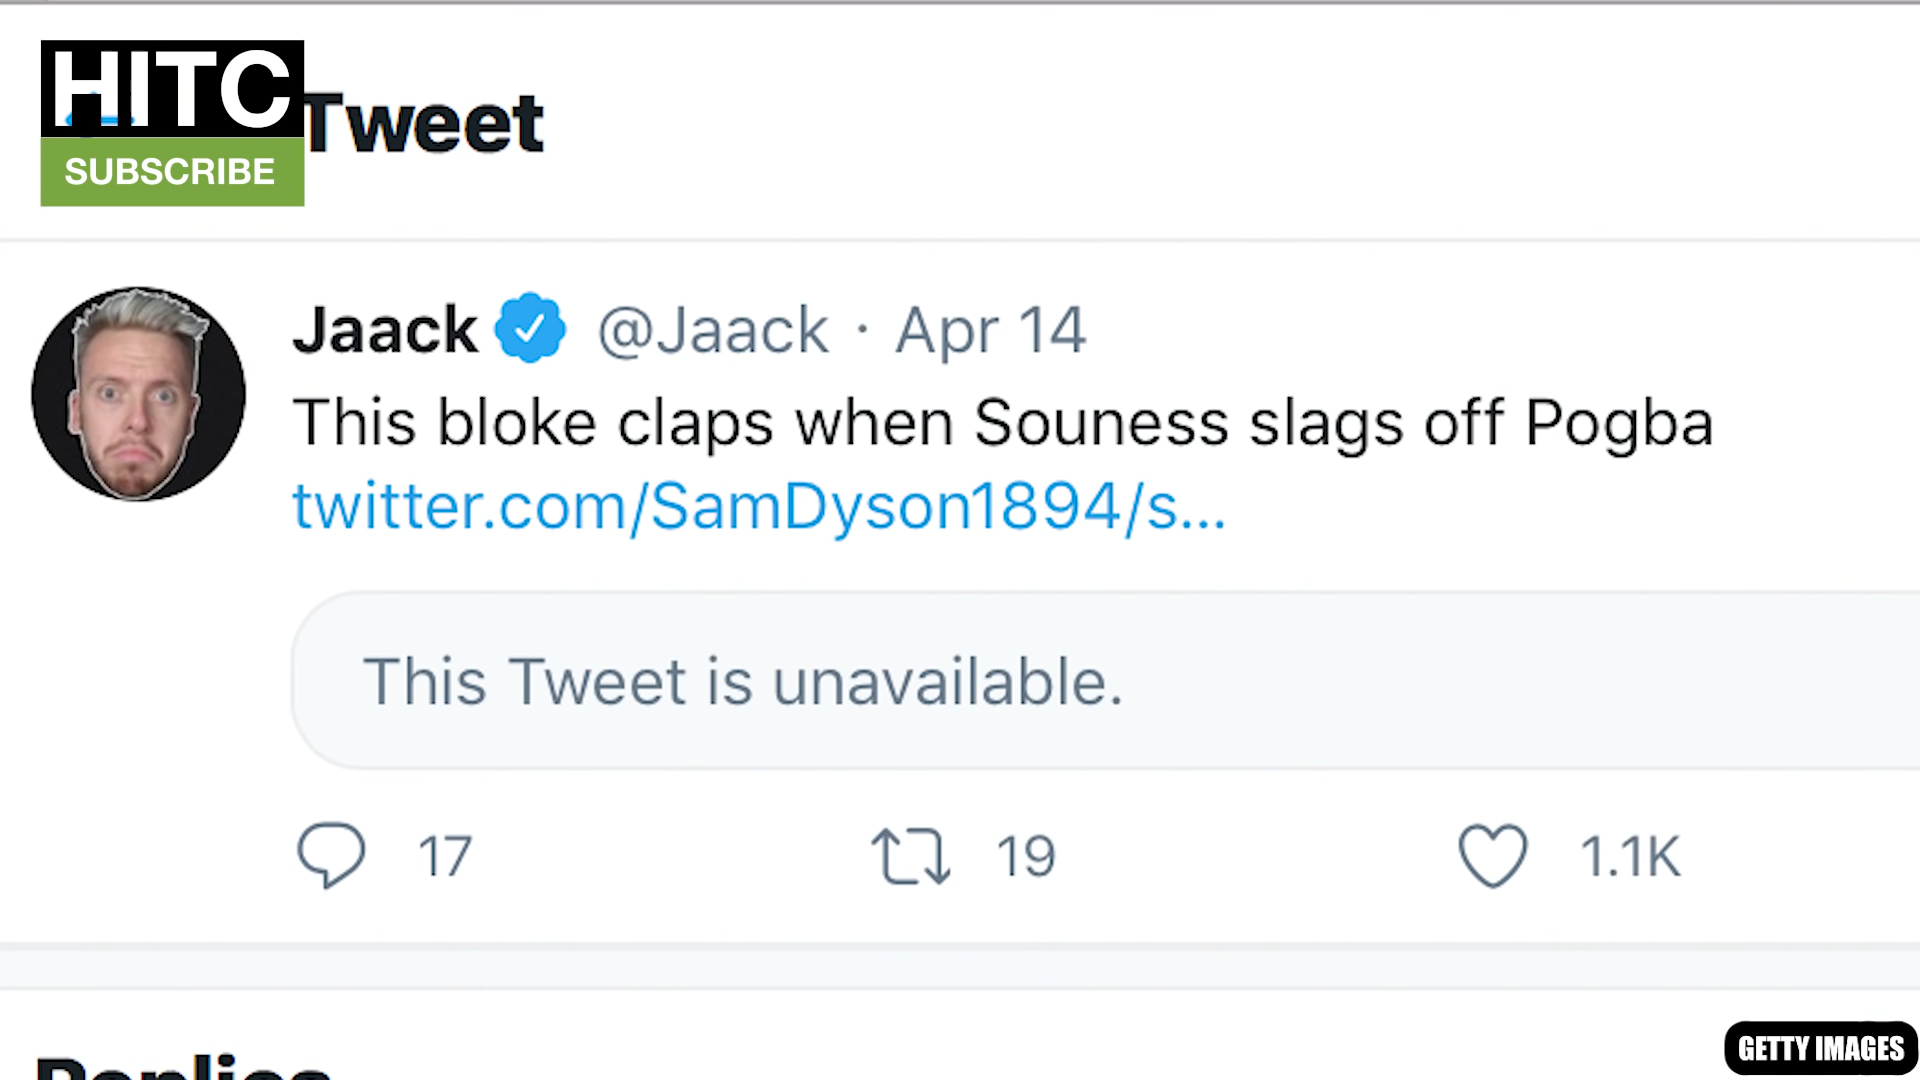 HITC
SUBSCRIBE
Tweet
Jaack @Jaack · Apr 14
This bloke claps when Souness slags off Pogba
twitter.com/SamDyson1894/s...
This Tweet is unavailable.
17 19 1.1K
Replies
GETTY IMAGES